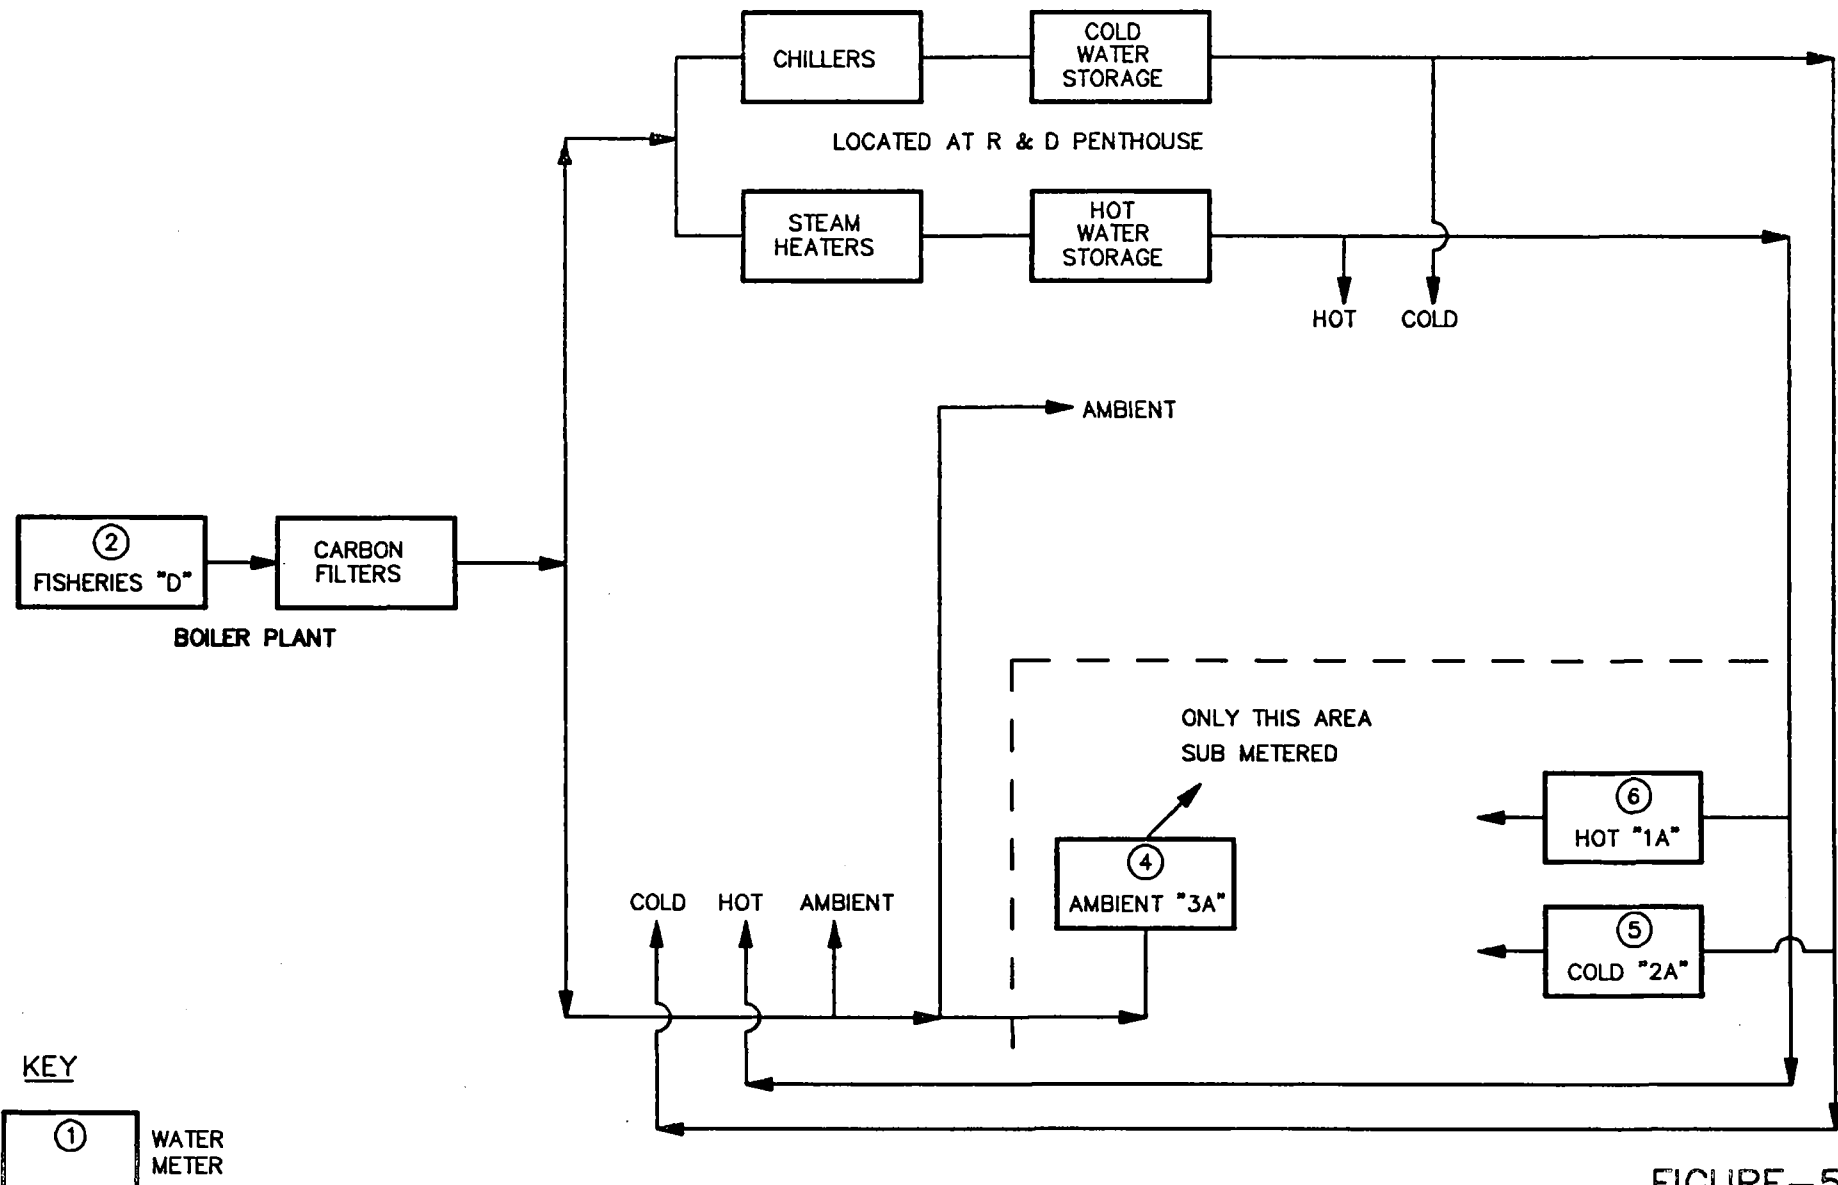 CHILLERS
COLD
WATER
STORAGE
LOCATED AT R & D PENTHOUSE
STEAM
HEATERS
HOT
WATER
STORAGE
HOT
COLD
AMBIENT
2
FISHERIES "D"
CARBON
FILTERS
BOILER PLANT
ONLY THIS AREA
SUB METERED
6
HOT "1A"
4
AMBIENT "3A"
5
COLD "2A"
COLD
HOT
AMBIENT
KEY
1
WATER
METER
FIGURE-5